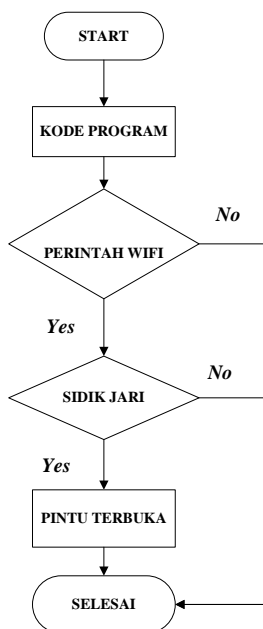 START
KODE PROGRAM
No
PERINTAH WIFI
Yes
No
SIDIK JARI
Yes
PINTU TERBUKA
SELESAI